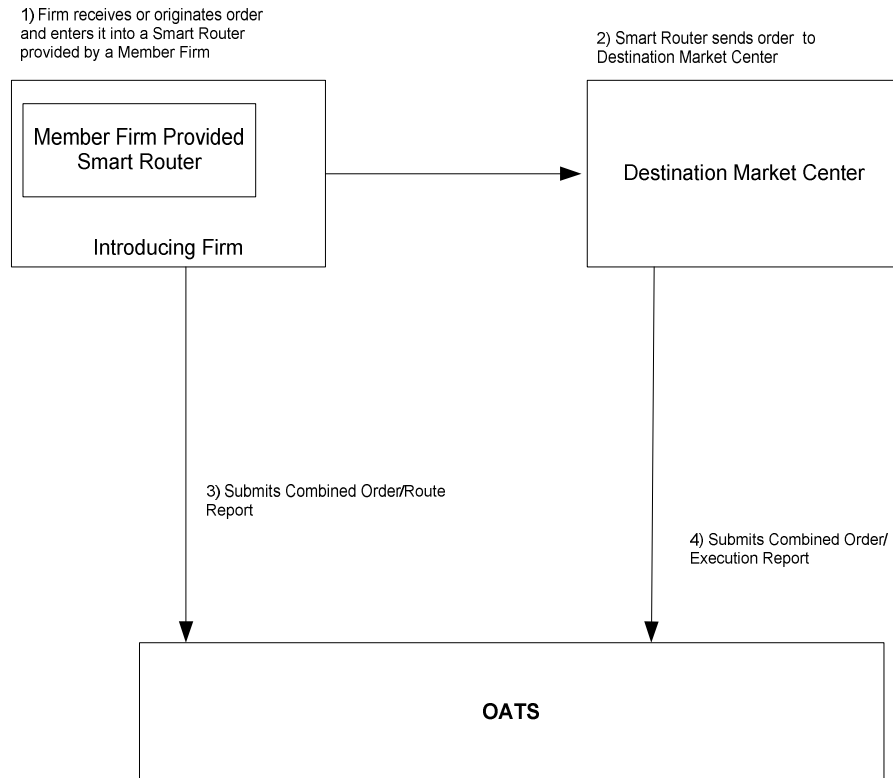 1) Firm receives or originates order
and enters it into a Smart Router
provided by a Member Firm
2) Smart Router sends order to
Destination Market Center
Member Firm Provided
Smart Router
Introducing Firm
Destination Market Center
3) Submits Combined Order/Route
Report
4) Submits Combined Order/
Execution Report
OATS